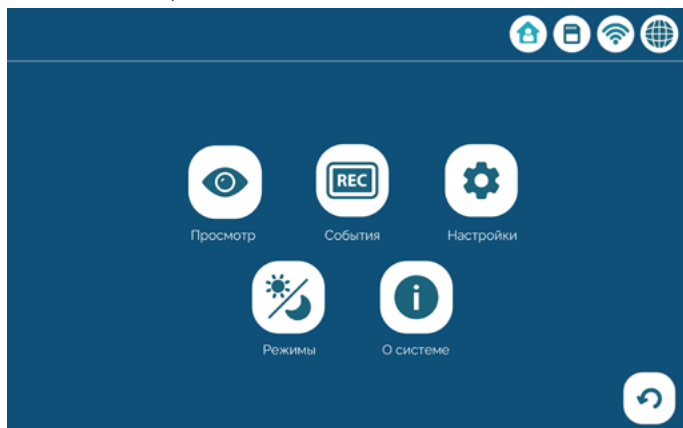 REC
Просмотр
События
Настройки
Режимы
О системе